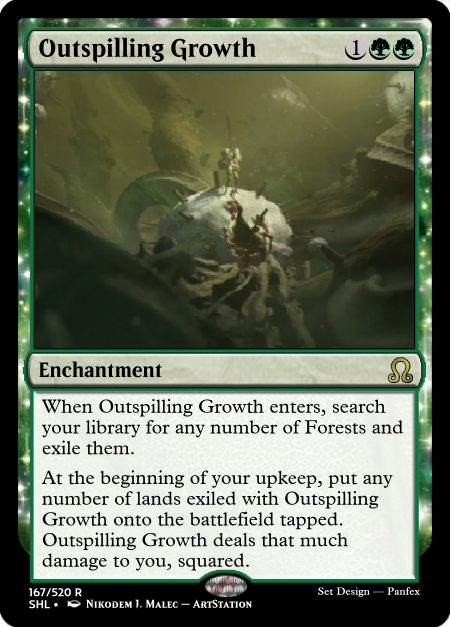 Outspilling Growth 1
Enchantment
When Outspilling Growth enters, search
your library for any number of Forests and
exile them.
At the beginning of your upkeep, put any
number of lands exiled with Outspilling
Growth onto the battlefield tapped.
Outspilling Growth deals that much
damage to you, squared.
167/520 R
Set Design — Panfex
SHL • Nikodem J. Malec — ArtStation